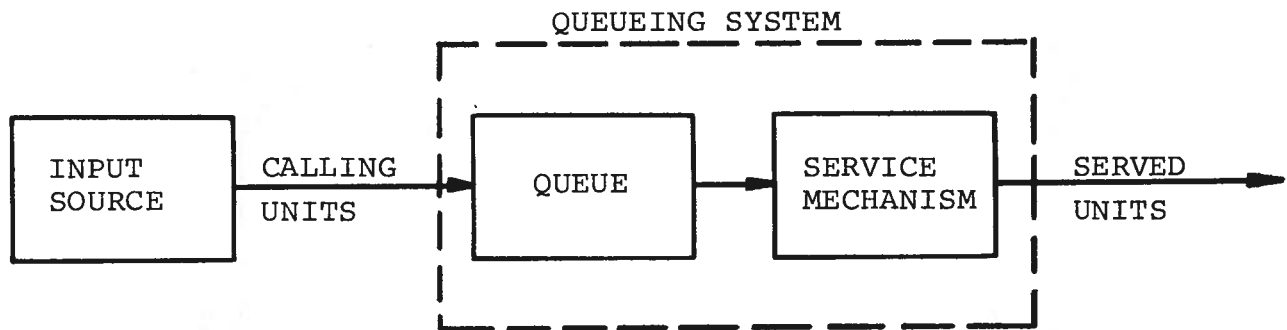 QUEUEING SYSTEM
INPUT
SOURCE
CALLING
UNITS
QUEUE
SERVICE
MECHANISM
SERVED
UNITS